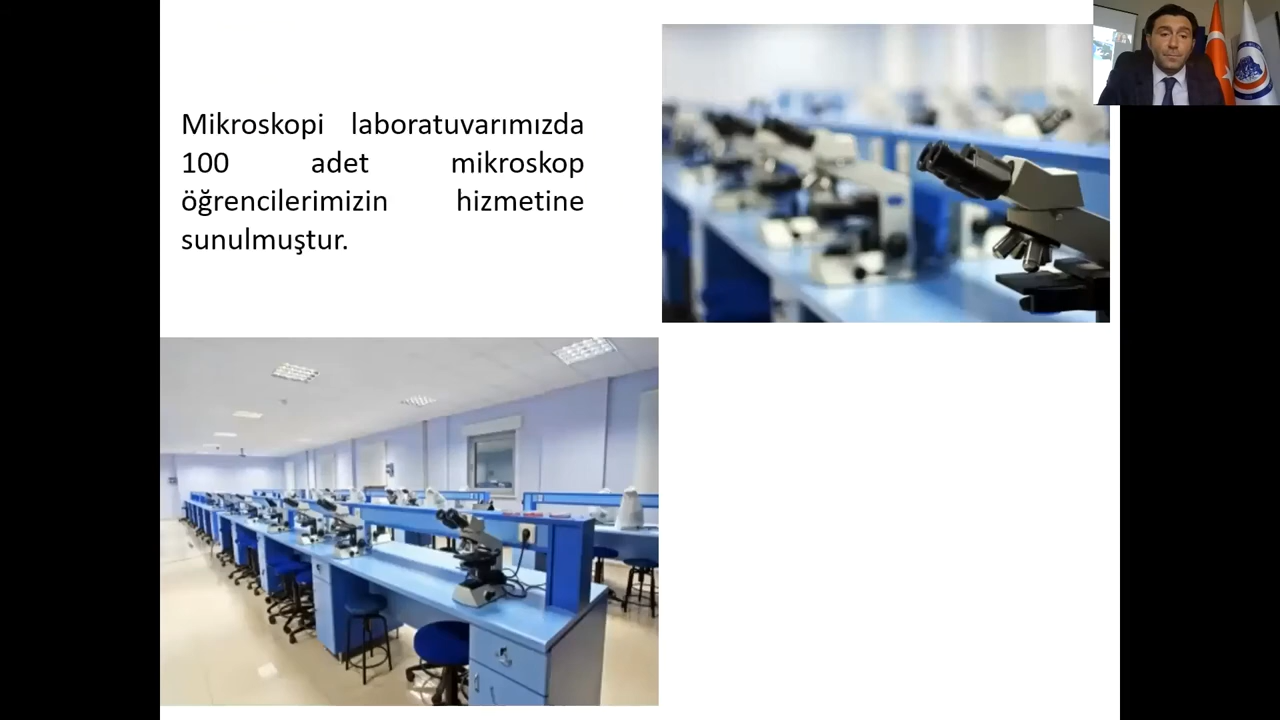 Mikroskopi laboratuvarımızda
100 adet mikroskop
öğrencilerimizin hizmetine
sunulmuştur.